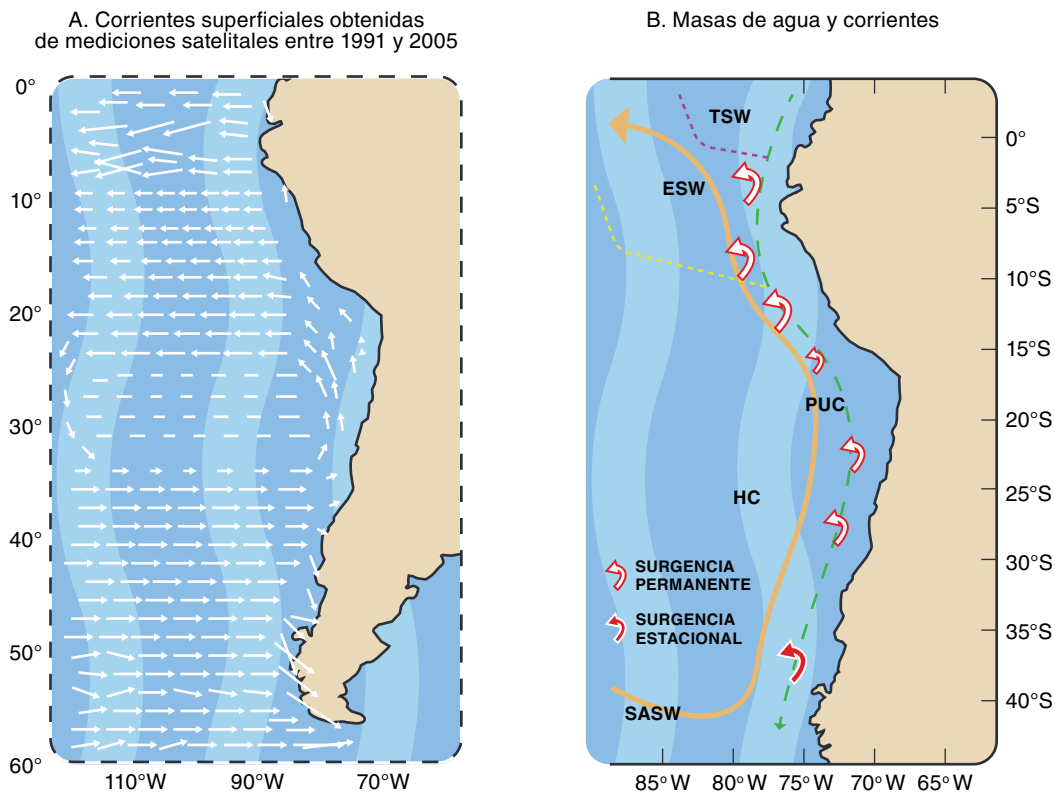 A. Corrientes superficiales obtenidas
de mediciones satelitales entre 1991 y 2005
0°
10°
20°
30°
40°
50°
60°
110°W 90°W 70°W
B. Masas de agua y corrientes
TSW
ESW
PUC
HC
SURGENCIA
PERMANENTE
SURGENCIA
ESTACIONAL
SASW
0°
5°S
10°S
15°S
20°S
25°S
30°S
35°S
40°S
85°W 80°W 75°W 70°W 65°W